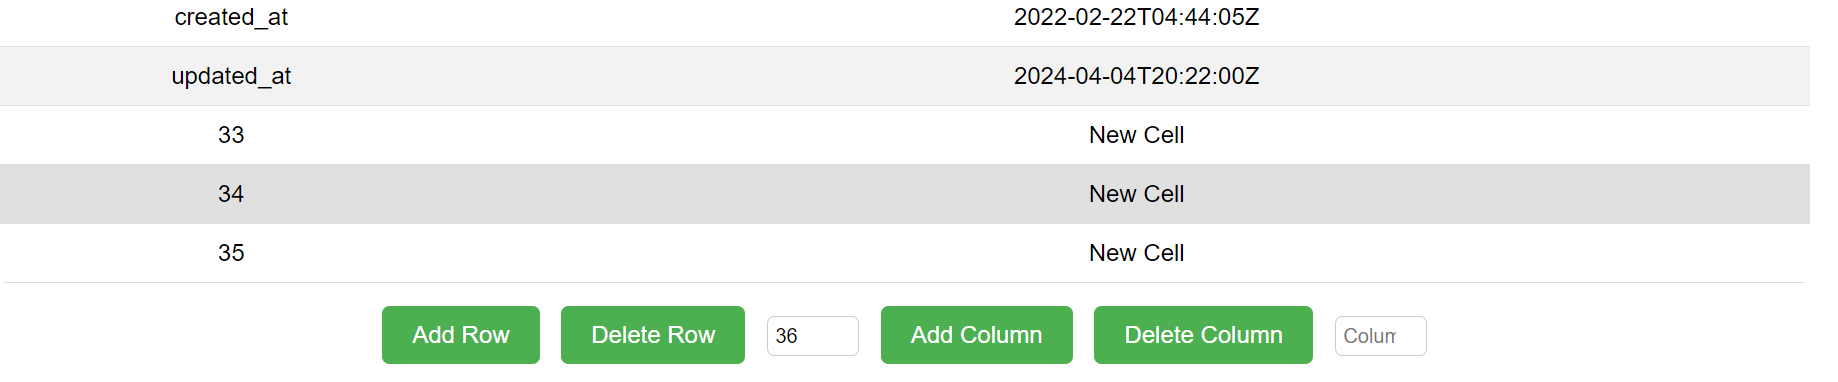 created_at 2022-02-22T04:44:05Z
updated_at 2024-04-04T20:22:00Z
33 New Cell
34 New Cell
35 New Cell
Add Row Delete Row 36 Add Column Delete Column Colum